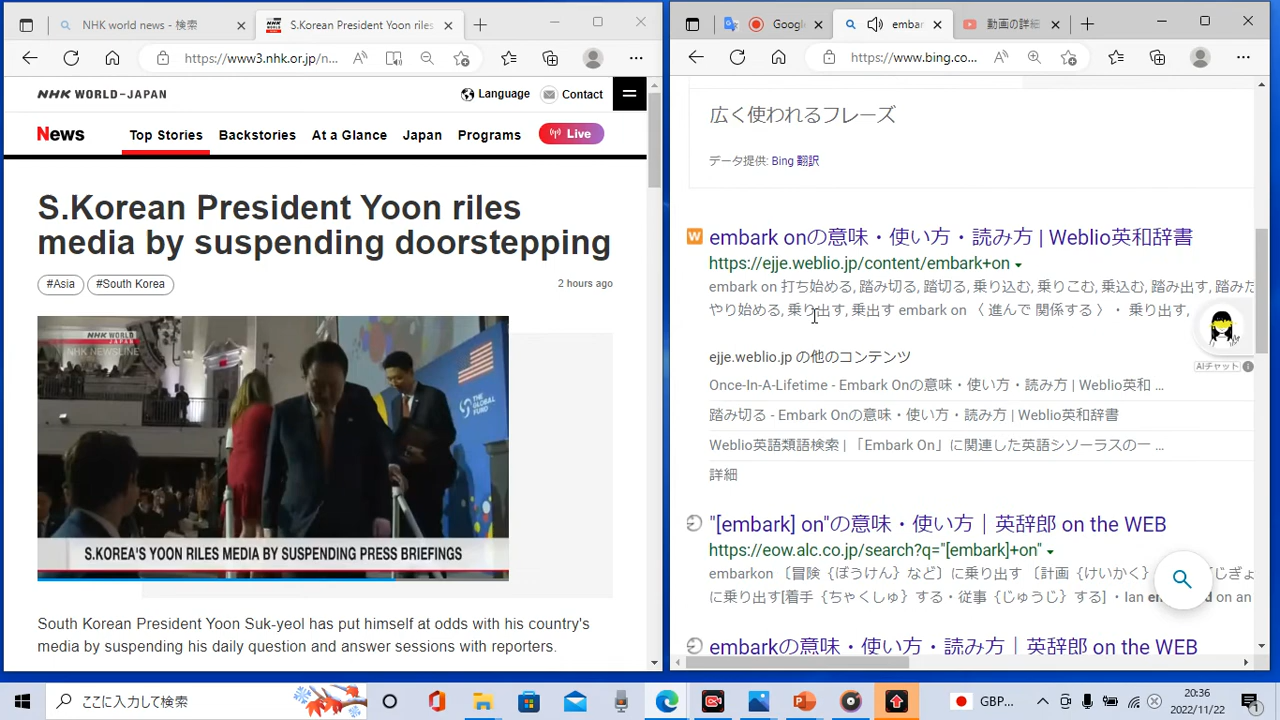 NHK world news - 検索
S.Korean President Yoon riles
https://www3.nhk.or.jp/n...
NHK WORLD-JAPAN
Language
Contact
News
Top Stories
Backstories
At a Glance
Japan
Programs
Live
S.Korean President Yoon riles
media by suspending doorstepping
#Asia
#South Korea
2 hours ago
NHK WORLD
NHK NEWSLINE
THE GLOBAL FUND
S.KOREA'S YOON RILES MEDIA BY SUSPENDING PRESS BRIEFINGS
South Korean President Yoon Suk-yeol has put himself at odds with his country's
media by suspending his daily question and answer sessions with reporters.
Googl
embar
動画の詳細
https://www.bing.co...
広く使われるフレーズ
データ提供: Bing 翻訳
embark onの意味・使い方・読み方 | Weblio英和辞書
https://ejje.weblio.jp/content/embark+on
embark on 打ち始める, 踏み切る, 踏切る, 乗り込む, 乗りこむ, 乗込む, 踏み出す, 踏みだ
やり始める, 乗り出す, 乗出す embark on 〈 進んで 関係する 〉・ 乗り出す,
AIチャット
ejje.weblio.jp の他のコンテンツ
Once-In-A-Lifetime - Embark Onの意味・使い方・読み方 | Weblio英和 ...
踏み切る - Embark Onの意味・使い方・読み方 | Weblio英和辞書
Weblio英語類語検索 | 「Embark On」に関連した英語シソーラスの一 ...
詳細
"[embark] on"の意味・使い方｜英辞郎 on the WEB
https://eow.alc.co.jp/search?q="[embark]+on"
embarkon 〔冒険｛ぼうけん｝など〕に乗り出す 〔計画｛けいかく｝
に乗り出す[着手｛ちゃくしゅ｝する・従事｛じゅうじ｝する]・Ian
on an
embarkの意味・使い方・読み方｜英辞郎 on the WEB
ここに入力して検索
GBP...
20:36
2022/11/22